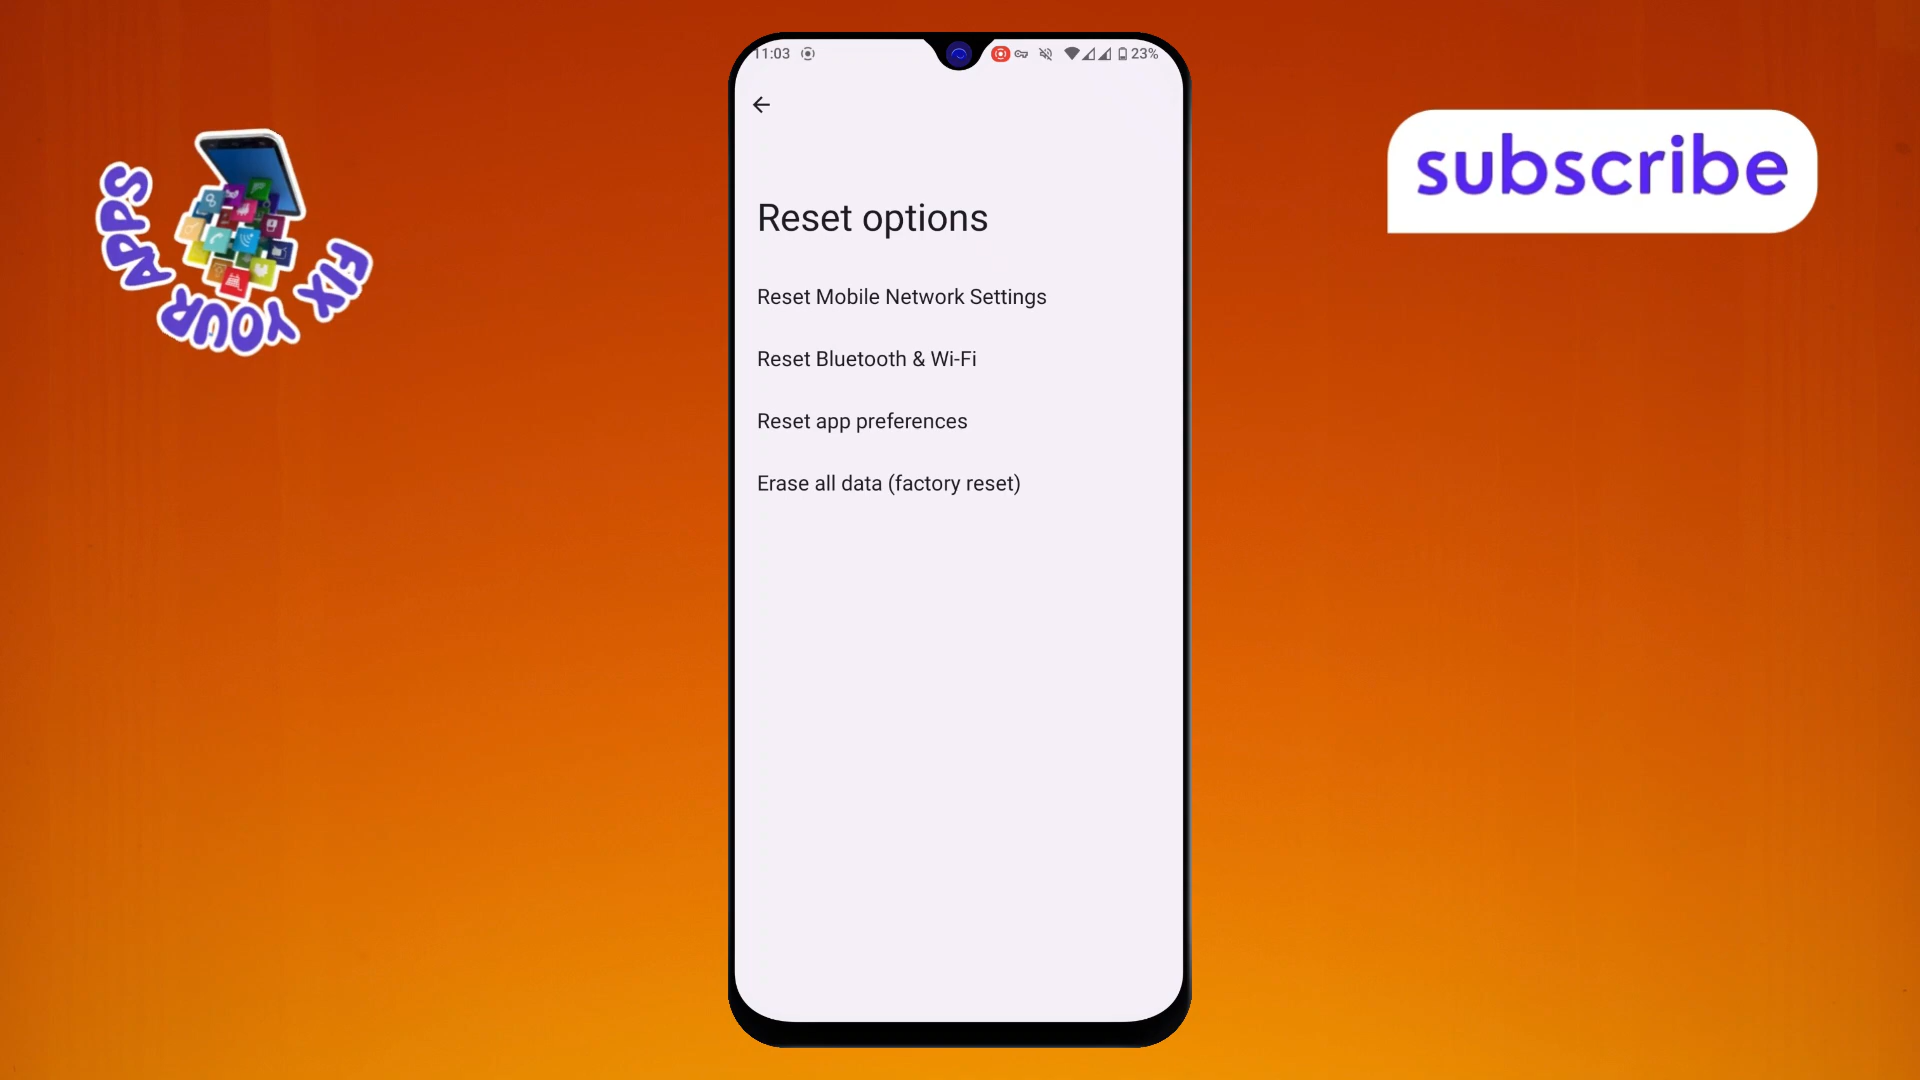 11:03
23%
Reset options
Reset Mobile Network Settings
Reset Bluetooth & Wi-Fi
Reset app preferences
Erase all data (factory reset)
FIX YOUR APPS
subscribe